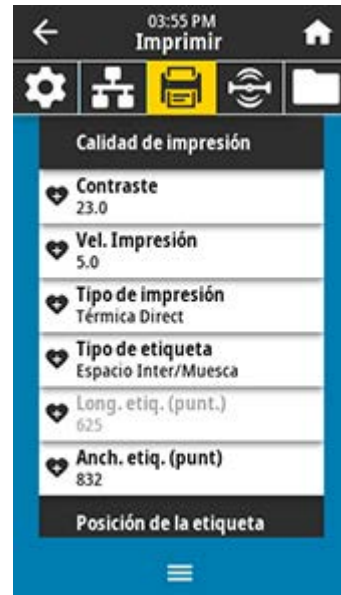 03:55 PM
Imprimir
Calidad de impresión
Contraste
23.0
Vel. Impresión
5.0
Tipo de impresión
Térmica Direct
Tipo de etiqueta
Espacio Inter/Muesca
Long. etiq. (punt.)
625
Anch. etiq. (punt)
832
Posición de la etiqueta